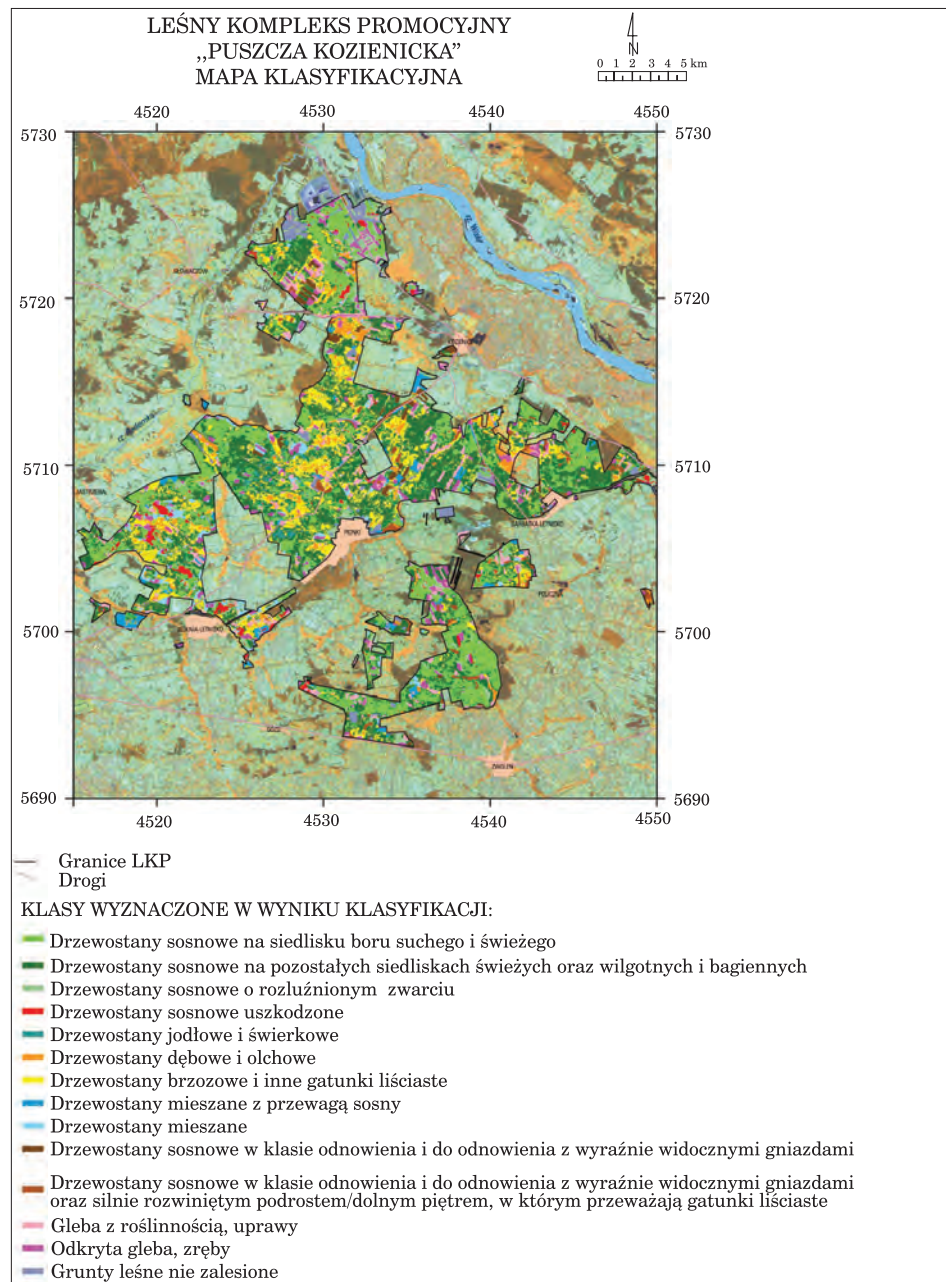 LEŚNY KOMPLEKS PROMOCYJNY
„PUSZCZA KOZIENICKA”
MAPA KLASYFIKACYJNA
N
0 1 2 3 4 5 km
4520 4530 4540 4550
5730 5730
rz. Wisła
5720 5720
5710 5710
PIONKI
GARBATKA-LETNISKO
5700 5700
ZWOLEŃ
5690 5690
4520 4530 4540 4550
Granice LKP
Drogi
KLASY WYZNACZONE W WYNIKU KLASYFIKACJI:
Drzewostany sosnowe na siedlisku boru suchego i świeżego
Drzewostany sosnowe na pozostałych siedliskach świeżych oraz wilgotnych i bagiennych
Drzewostany sosnowe o rozluźnionym zwarciu
Drzewostany sosnowe uszkodzone
Drzewostany jodłowe i świerkowe
Drzewostany dębowe i olchowe
Drzewostany brzozowe i inne gatunki liściaste
Drzewostany mieszane z przewagą sosny
Drzewostany mieszane
Drzewostany sosnowe w klasie odnowienia i do odnowienia z wyraźnie widocznymi gniazdami
Drzewostany sosnowe w klasie odnowienia i do odnowienia z wyraźnie widocznymi gniazdami
oraz silnie rozwiniętym podrostem/dolnym piętrem, w którym przeważają gatunki liściaste
Gleba z roślinnością, uprawy
Odkryta gleba, zręby
Grunty leśne nie zalesione